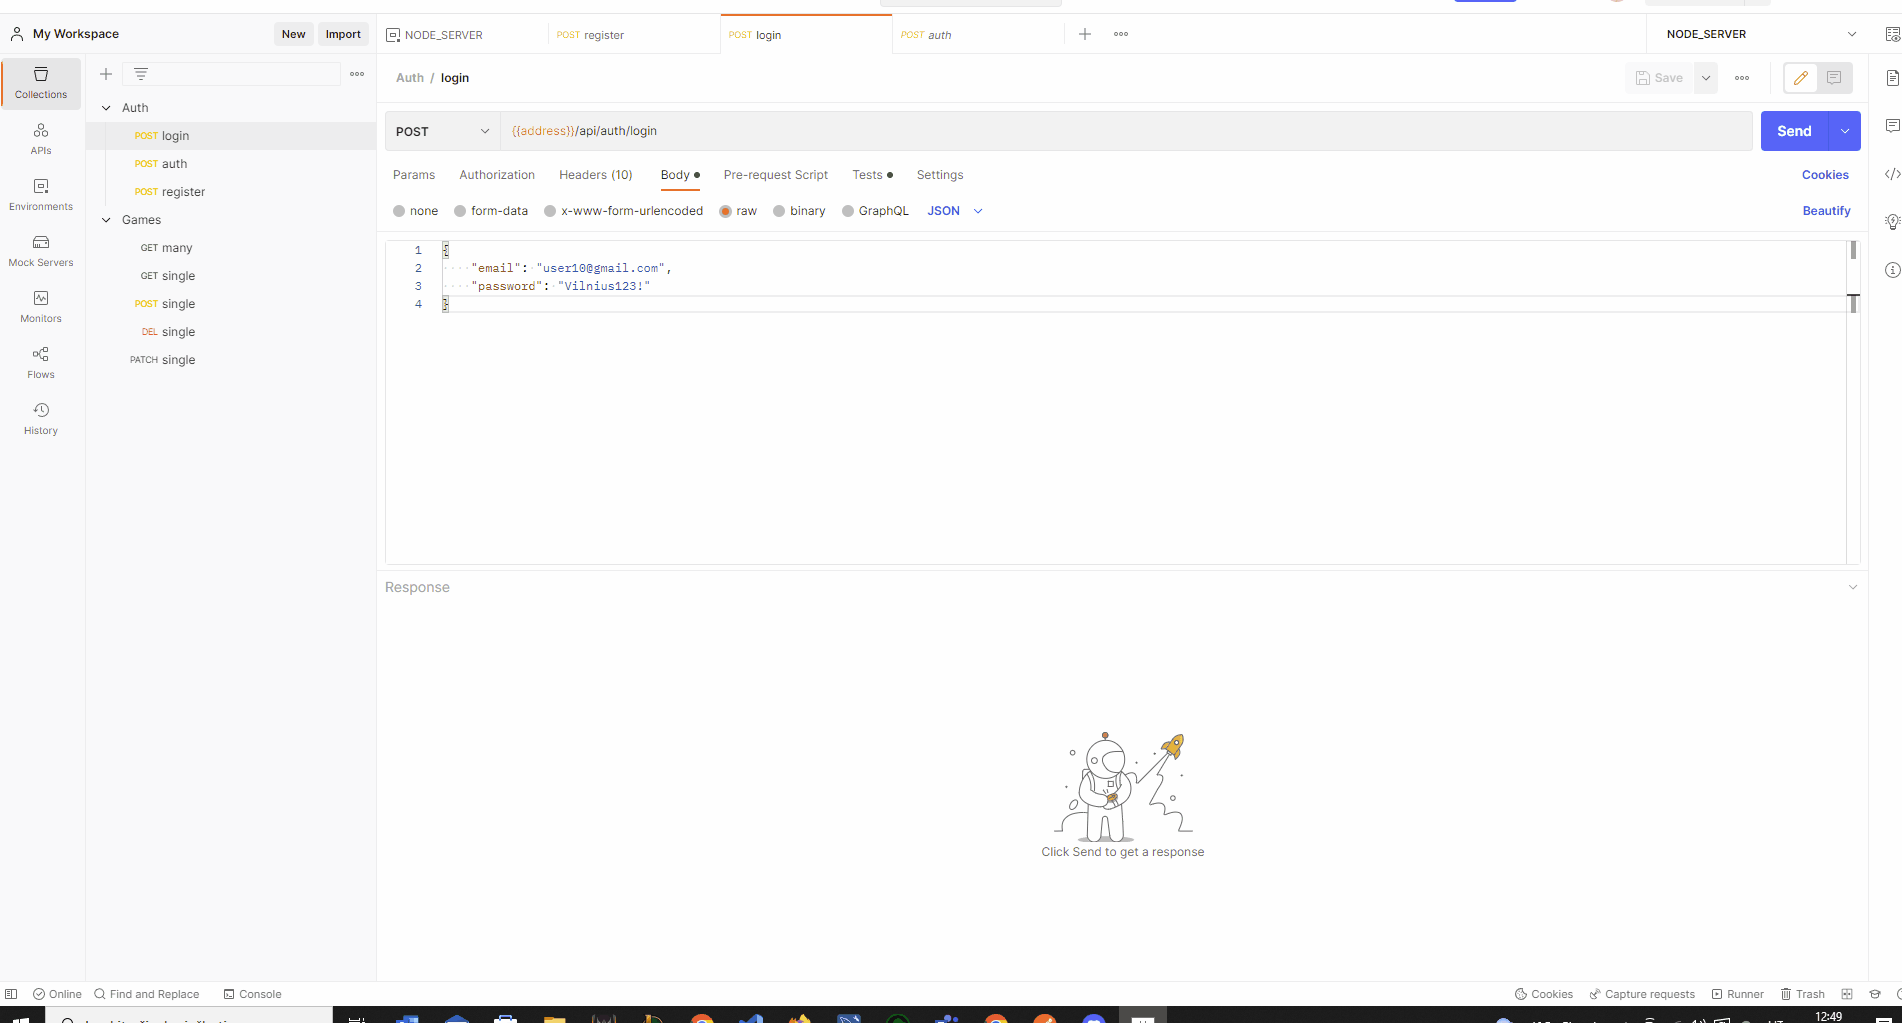 My Workspace
New
Import
NODE_SERVER
POST register
POST login
POST auth
NODE_SERVER
Collections
APIs
Environments
Mock Servers
Monitors
Flows
History
Auth
POST login
POST auth
POST register
Games
GET many
GET single
POST single
DEL single
PATCH single
Auth / login
Save
POST
{{address}}/api/auth/login
Send
Params
Authorization
Headers (10)
Body
Pre-request Script
Tests
Settings
Cookies
none
form-data
x-www-form-urlencoded
raw
binary
GraphQL
JSON
Beautify
1 {
2 "email": "user10@gmail.com",
3 "password": "Vilnius123!"
4 }
Response
Click Send to get a response
Online
Find and Replace
Console
Cookies
Capture requests
Runner
Trash
12:49